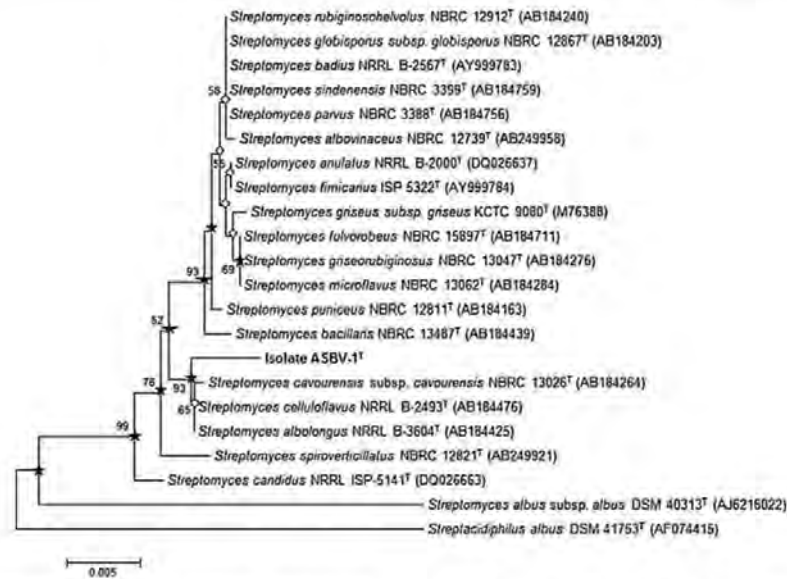 Streptomyces rubiginosohelvolus NBRC 12912T (AB184240)
Streptomyces globisporus subsp. globisporus NBRC 12867T (AB184203)
Streptomyces badius NRRL B-2567T (AY999783)
58
Streptomyces sindenensis NBRC 3399T (AB184759)
Streptomyces parvus NBRC 3388T (AB184756)
Streptomyces albovinaceus NBRC 12739T (AB249958)
55
Streptomyces anulatus NRRL B-2000T (DQ026637)
Streptomyces fimicarius ISP 5322T (AY999784)
Streptomyces griseus subsp. griseus KCTC 9080T (M76388)
Streptomyces fulvorobeus NBRC 15897T (AB184711)
69
Streptomyces griseorubiginosus NBRC 13047T (AB184276)
93
Streptomyces microflavus NBRC 13062T (AB184284)
Streptomyces puniceus NBRC 12811T (AB184163)
52
Streptomyces bacillaris NBRC 13487T (AB184439)
Isolate ASBV-1T
76
93
Streptomyces cavourensis subsp. cavourensis NBRC 13026T (AB184264)
65
Streptomyces celluloflavus NRRL B-2493T (AB184476)
99
Streptomyces albolongus NRRL B-3604T (AB184425)
Streptomyces spiroverticillatus NBRC 12821T (AB249921)
Streptomyces candidus NRRL ISP-5141T (DQ026663)
Streptomyces albus subsp. albus DSM 40313T (AJ6216022)
Streptacidiphilus albus DSM 41753T (AF074415)
0.005